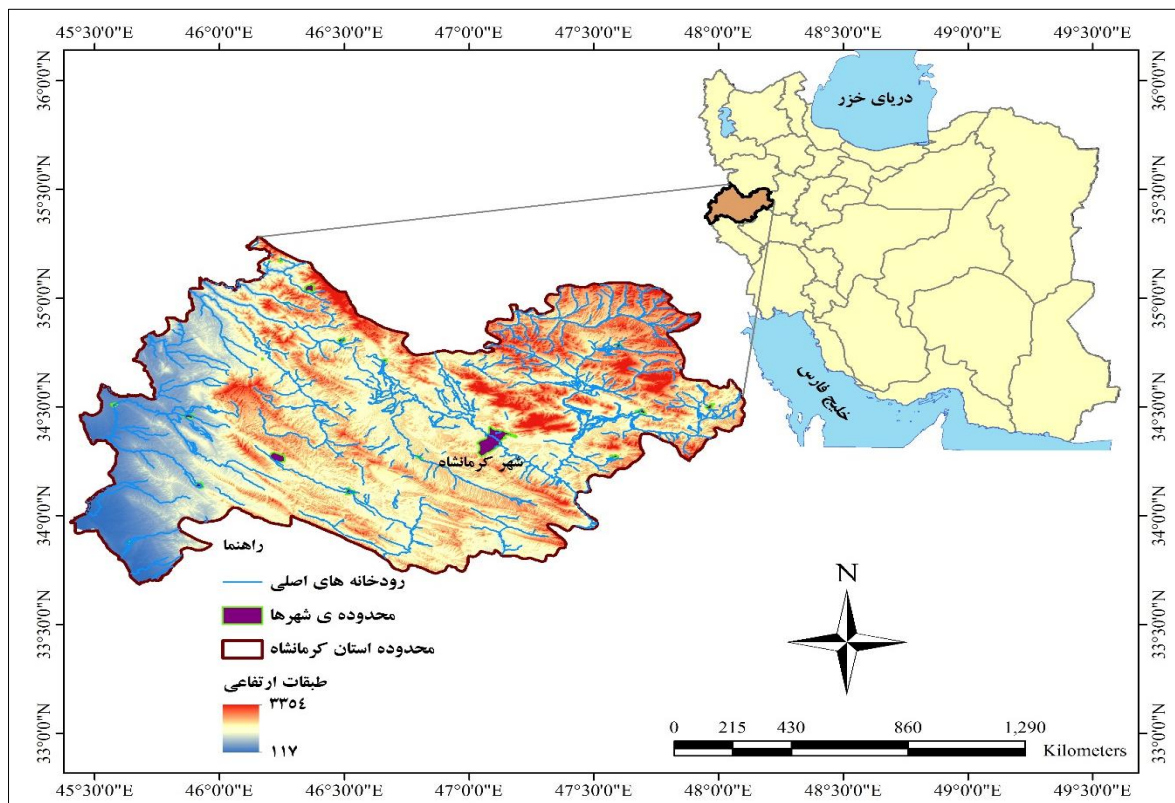 45°30'0"E 46°0'0"E 46°30'0"E 47°0'0"E 47°30'0"E 48°0'0"E 48°30'0"E 49°0'0"E 49°30'0"E
36°0'0"N
35°30'0"N
35°0'0"N
34°30'0"N
34°0'0"N
33°30'0"N
33°0'0"N
دریای خزر
خلیج فارس
شهر کرمانشاه
راهنما
رودخانه های اصلی
محدوده ی شهرها
محدوده استان کرمانشاه
طبقات ارتفاعی
۳۳٥٤
۱۱۷
N
0 215 430 860 1,290
Kilometers
36°0'0"N
35°30'0"N
35°0'0"N
34°30'0"N
34°0'0"N
33°30'0"N
33°0'0"N
45°30'0"E 46°0'0"E 46°30'0"E 47°0'0"E 47°30'0"E 48°0'0"E 48°30'0"E 49°0'0"E 49°30'0"E